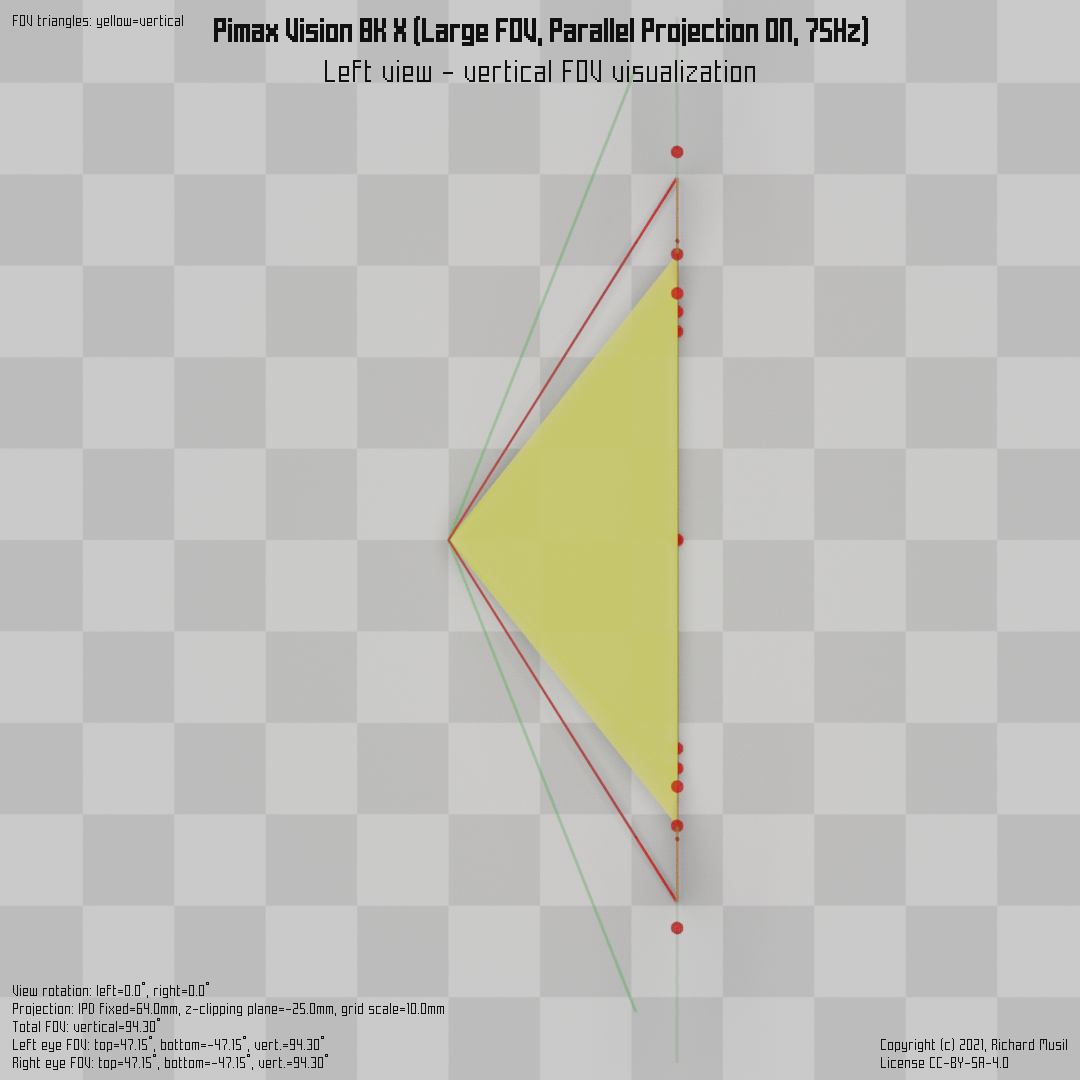 FOV triangles: yellow=vertical
Pimax Vision 8K X (Large FOV, Parallel Projection ON, 75Hz)
Left view - vertical FOV visualization
View rotation: left=0.0°, right=0.0°
Projection: IPD fixed=64.0mm, z-clipping plane=-25.0mm, grid scale=10.0mm
Total FOV: vertical=94.30°
Left eye FOV: top=47.15°, bottom=-47.15°, vert.=94.30°
Right eye FOV: top=47.15°, bottom=-47.15°, vert.=94.30°
Copyright (c) 2021, Richard Musil
License CC-BY-SA-4.0